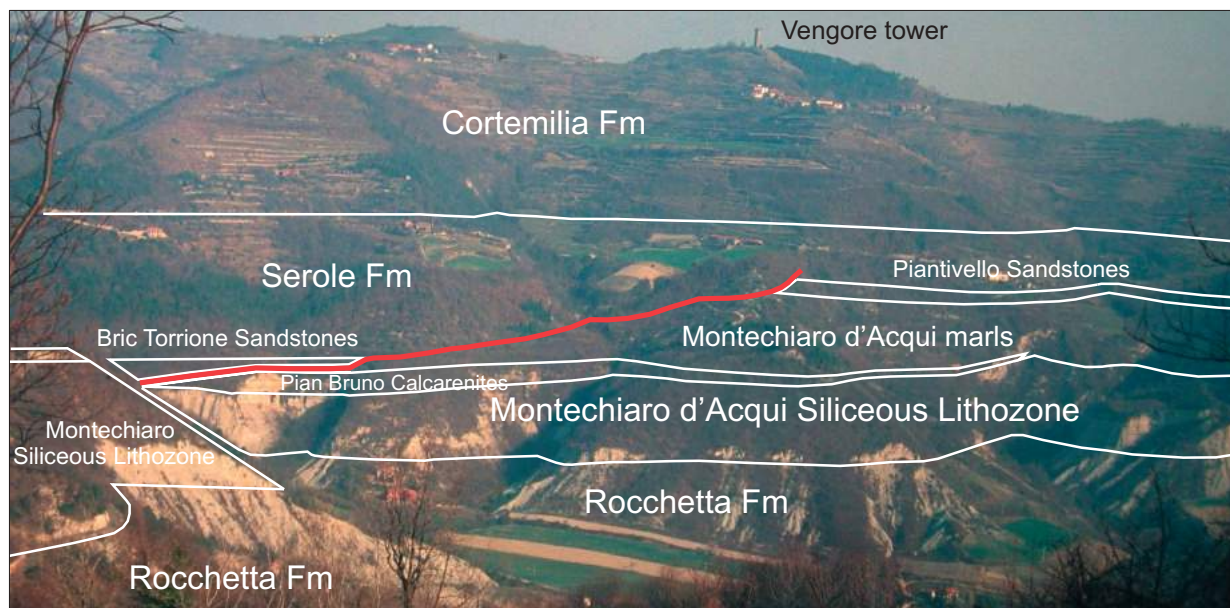 Vengore tower
Cortemilia Fm
Piantivello Sandstones
Serole Fm
Bric Torrione Sandstones
Montechiaro d'Acqui marls
Pian Bruno Calcarenites
Montechiaro d'Acqui Siliceous Lithozone
Montechiaro
Siliceous Lithozone
Rocchetta Fm
Rocchetta Fm